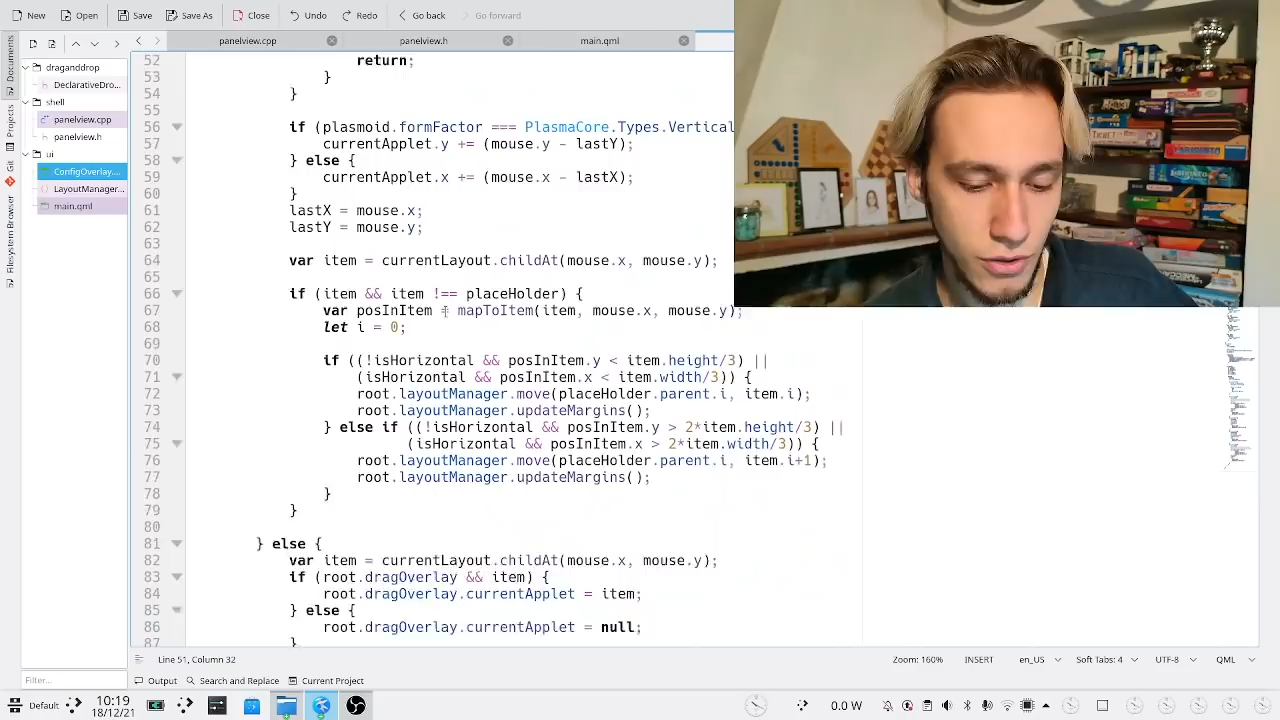 New Open Save Save As Close Undo Redo Go back Go forward
panelview.cpp panelview.h main.qml
Documents
Projects
Filesystem Browser
draganddrop
DeclarativeDro...
shell
panelview.cpp
panelview.h
ui
ConfigOverlay....
main.qml
52 return;
53 }
54 }
55
56 if (plasmoid.formFactor === PlasmaCore.Types.Vertical
currentApplet.y += (mouse.y - lastY);
58 } else {
59 currentApplet.x += (mouse.x - lastX);
60 }
61 lastX = mouse.x;
62 lastY = mouse.y;
63
64 var item = currentLayout.childAt(mouse.x, mouse.y);
65
66 if (item && item !== placeHolder) {
67 var posInItem = mapToItem(item, mouse.x, mouse.y);
68 let i = 0;
69
70 if ((!isHorizontal && posInItem.y < item.height/3) ||
71 (isHorizontal && posInItem.x < item.width/3)) {
72 root.layoutManager.move(placeHolder.parent.i, item.i);
73 root.layoutManager.updateMargins();
74 } else if ((!isHorizontal && posInItem.y > 2*item.height/3) ||
75 (isHorizontal && posInItem.x > 2*item.width/3)) {
76 root.layoutManager.move(placeHolder.parent.i, item.i+1);
77 root.layoutManager.updateMargins();
78 }
79 }
80
81 } else {
82 var item = currentLayout.childAt(mouse.x, mouse.y);
83 if (root.dragOverlay && item) {
84 root.dragOverlay.currentApplet = item;
85 } else {
86 root.dragOverlay.currentApplet = null;
87 }
Filter...
Line 51, Column 32 Zoom: 160% INSERT en_US Soft Tabs: 4 UTF-8 QML
Output Search and Replace Current Project
Default 10:19
18/12/21
0.0 W